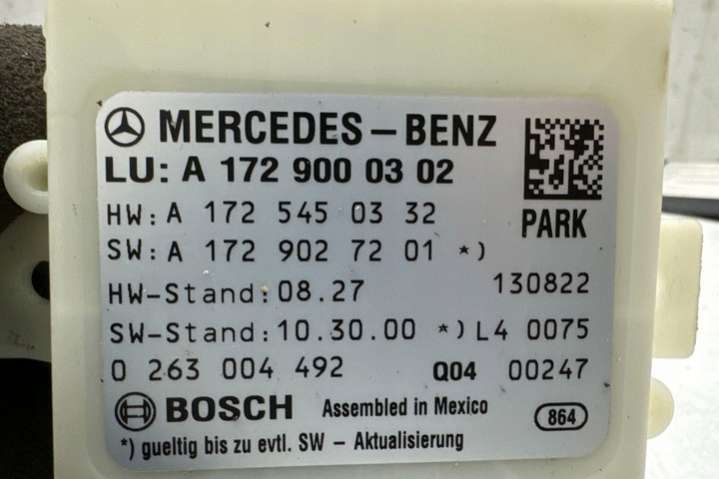 MERCEDES-BENZ
LU: A 172 900 03 02
HW: A 172 545 03 32
PARK
SW: A 172 902 72 01 *)
HW-Stand: 08.27 130822
SW-Stand: 10.30.00 *) L4 0075
0 263 004 492 Q04 00247
BOSCH Assembled in Mexico 864
*) gueltig bis zu evtl. SW - Aktualisierung